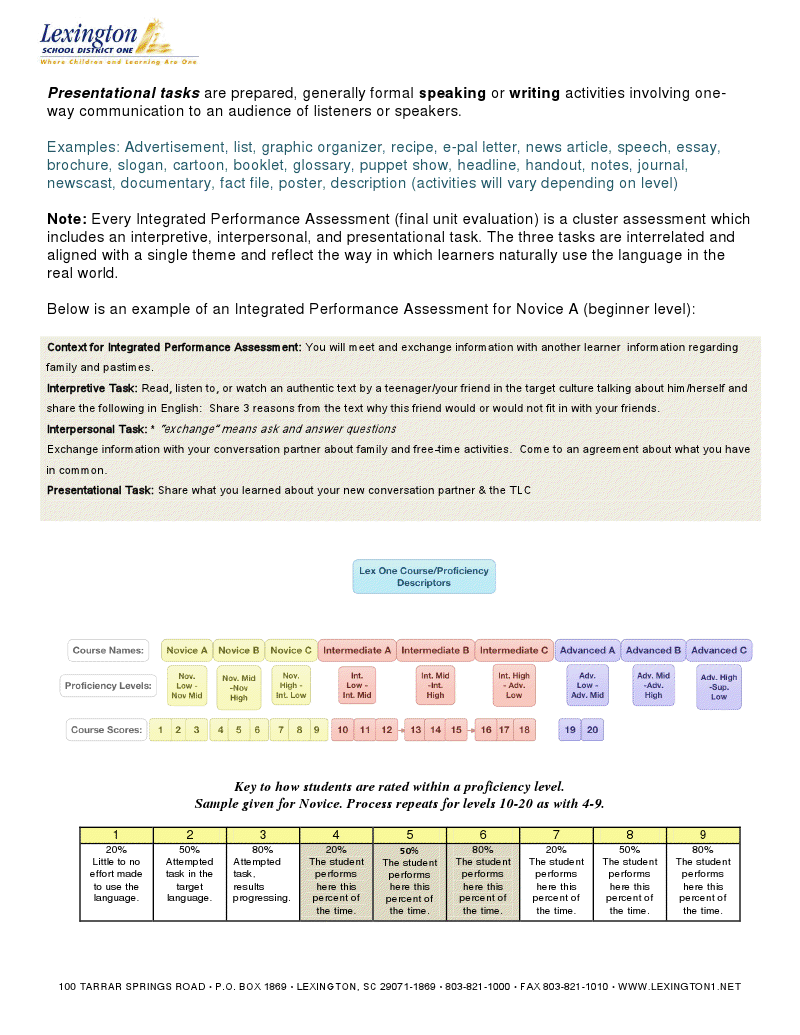 Lexington
SCHOOL DISTRICT ONE
Where Children and Learning Are One
Presentational tasks are prepared, generally formal speaking or writing activities involving one-
way communication to an audience of listeners or speakers.
Examples: Advertisement, list, graphic organizer, recipe, e-pal letter, news article, speech, essay,
brochure, slogan, cartoon, booklet, glossary, puppet show, headline, handout, notes, journal,
newscast, documentary, fact file, poster, description (activities will vary depending on level)
Note: Every Integrated Performance Assessment (final unit evaluation) is a cluster assessment which
includes an interpretive, interpersonal, and presentational task. The three tasks are interrelated and
aligned with a single theme and reflect the way in which learners naturally use the language in the
real world.
Below is an example of an Integrated Performance Assessment for Novice A (beginner level):
Context for Integrated Performance Assessment: You will meet and exchange information with another learner information regarding
family and pastimes.
Interpretive Task: Read, listen to, or watch an authentic text by a teenager/your friend in the target culture talking about him/herself and
share the following in English: Share 3 reasons from the text why this friend would or would not fit in with your friends.
Interpersonal Task: * "exchange" means ask and answer questions
Exchange information with your conversation partner about family and free-time activities. Come to an agreement about what you have
in common.
Presentational Task: Share what you learned about your new conversation partner & the TLC
Lex One Course/Proficiency
Descriptors
Course Names: Novice A Novice B Novice C Intermediate A Intermediate B Intermediate C Advanced A Advanced B Advanced C
Proficiency Levels:
Nov. Low - Nov Mid
Nov. Mid -Nov High
Nov. High - Int. Low
Int. Low - Int. Mid
Int. Mid -Int. High
Int. High - Adv. Low
Adv. Low - Adv. Mid
Adv. Mid -Adv. High
Adv. High -Sup. Low
Course Scores: 1 2 3 4 5 6 7 8 9 10 11 12 13 14 15 16 17 18 19 20
Key to how students are rated within a proficiency level.
Sample given for Novice. Process repeats for levels 10-20 as with 4-9.
1 2 3 4 5 6 7 8 9
20% Little to no effort made to use the language.
50% Attempted task in the target language.
80% Attempted task, results progressing.
20% The student performs here this percent of the time.
50% The student performs here this percent of the time.
80% The student performs here this percent of the time.
20% The student performs here this percent of the time.
50% The student performs here this percent of the time.
80% The student performs here this percent of the time.
100 TARRAR SPRINGS ROAD • P.O. BOX 1869 • LEXINGTON, SC 29071-1869 • 803-821-1000 • FAX 803-821-1010 • WWW.LEXINGTON1.NET